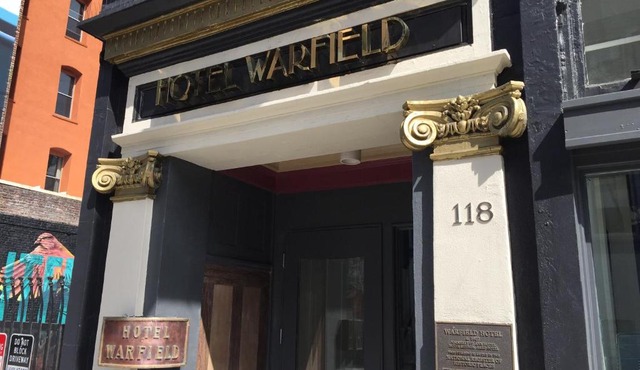 HOTEL WARFIELD
118
HOTEL
WARFIELD
WARFIELD HOTEL
DO NOT
BLOCK
DRIVEWAY